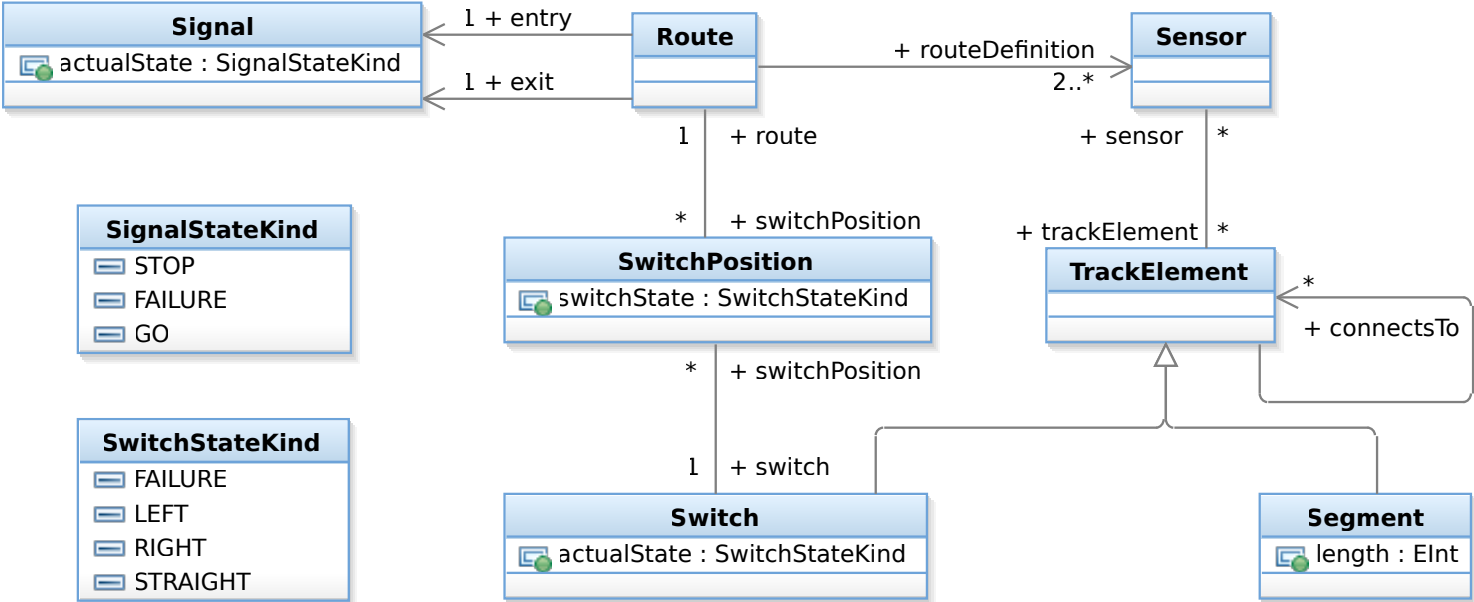 Signal
actualState : SignalStateKind
1 + entry
1 + exit
Route
+ routeDefinition
2..*
Sensor
1 + route
+ sensor *
* + switchPosition
+ trackElement *
SignalStateKind
STOP
FAILURE
GO
SwitchPosition
switchState : SwitchStateKind
TrackElement
*
+ connectsTo
* + switchPosition
SwitchStateKind
FAILURE
LEFT
RIGHT
STRAIGHT
1 + switch
Switch
actualState : SwitchStateKind
Segment
length : EInt